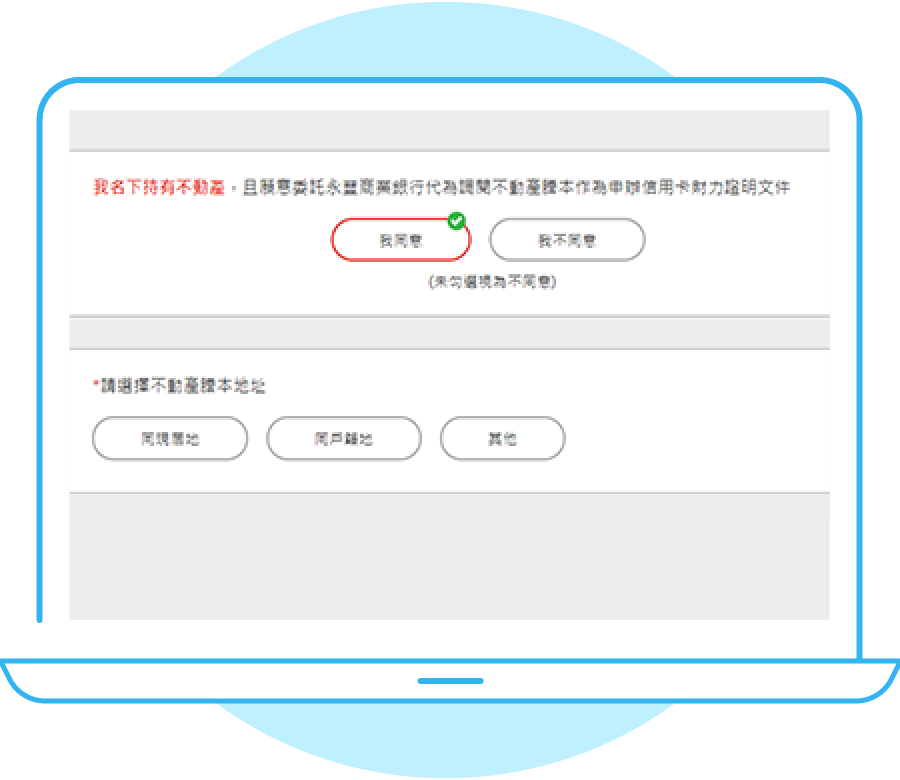 我名下持有不動產，且願意委託永豐商業銀行代為調閱不動產謄本作為申辦信用卡財力證明文件
我同意
我不同意
(未勾選視為不同意)
*請選擇不動產謄本地址
同現居地
同戶籍地
其他